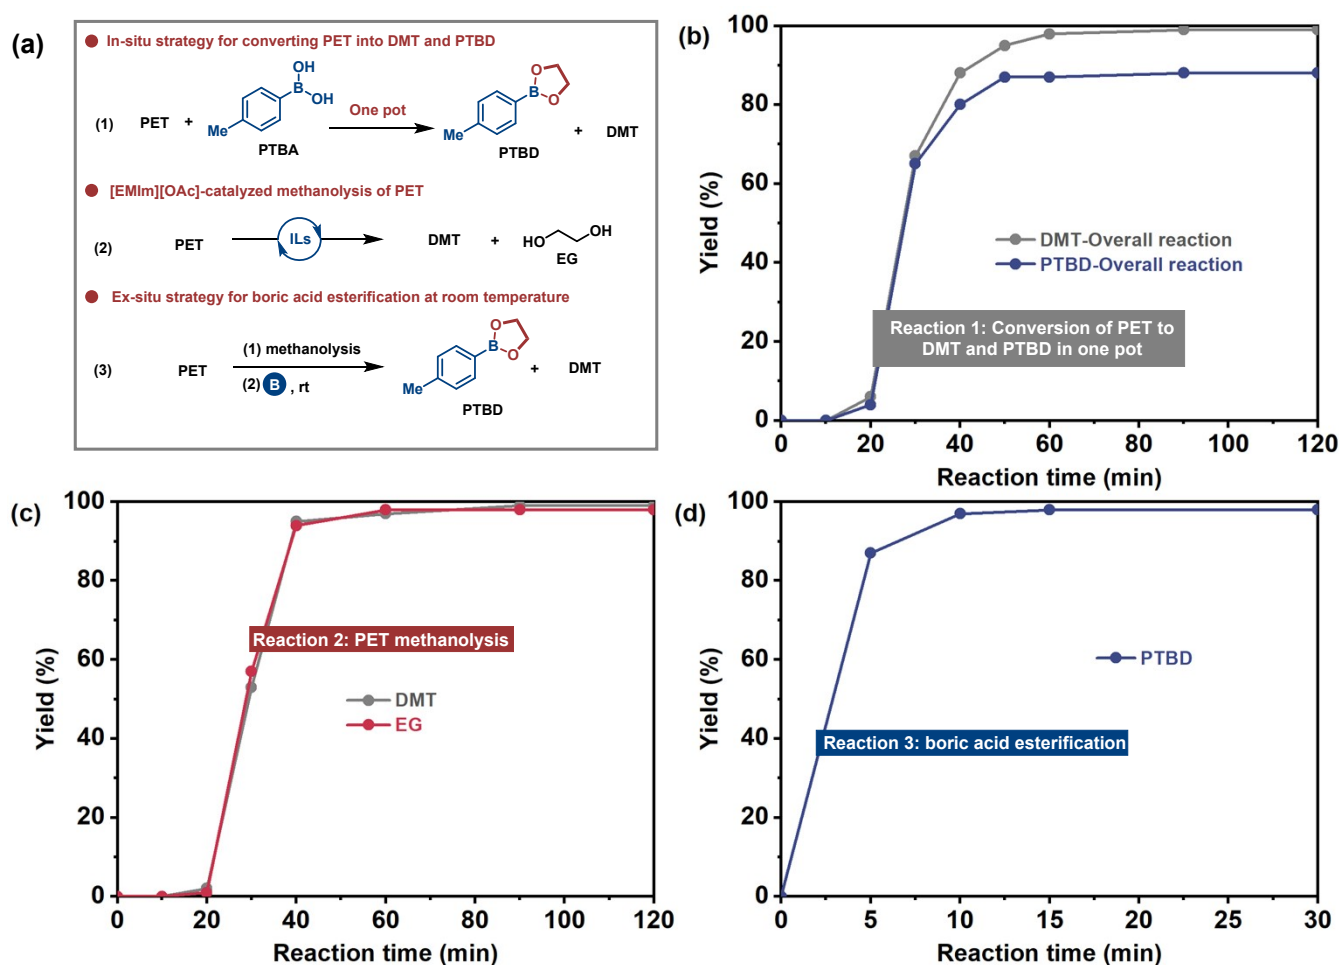 (a)
In-situ strategy for converting PET into DMT and PTBD
OH
B
OH
Me
PTBA
(1) PET + One pot
O
B
O
Me
PTBD
+ DMT
[EMIm][OAc]-catalyzed methanolysis of PET
(2) PET ILs DMT + HO OH
EG
Ex-situ strategy for boric acid esterification at room temperature
(3) PET (1) methanolysis
(2) B , rt
O
B
O
Me
PTBD
+ DMT
(b)
Yield (%)
100
80
60
40
20
0
DMT-Overall reaction
PTBD-Overall reaction
Reaction 1: Conversion of PET to
DMT and PTBD in one pot
0 20 40 60 80 100 120
Reaction time (min)
(c)
Yield (%)
100
80
60
40
20
0
Reaction 2: PET methanolysis
DMT
EG
0 20 40 60 80 100 120
Reaction time (min)
(d)
Yield (%)
100
80
60
40
20
0
PTBD
Reaction 3: boric acid esterification
0 5 10 15 20 25 30
Reaction time (min)